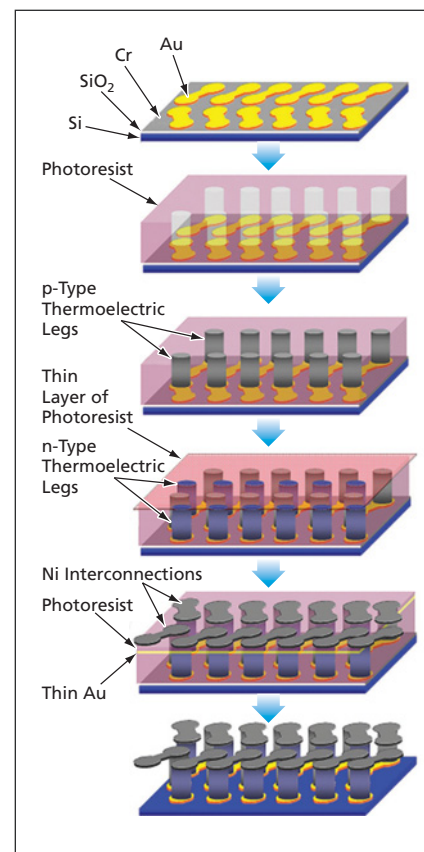 Au
Cr
SiO2
Si
Photoresist
p-Type
Thermoelectric
Legs
Thin
Layer of
Photoresist
n-Type
Thermoelectric
Legs
Ni Interconnections
Photoresist
Thin Au